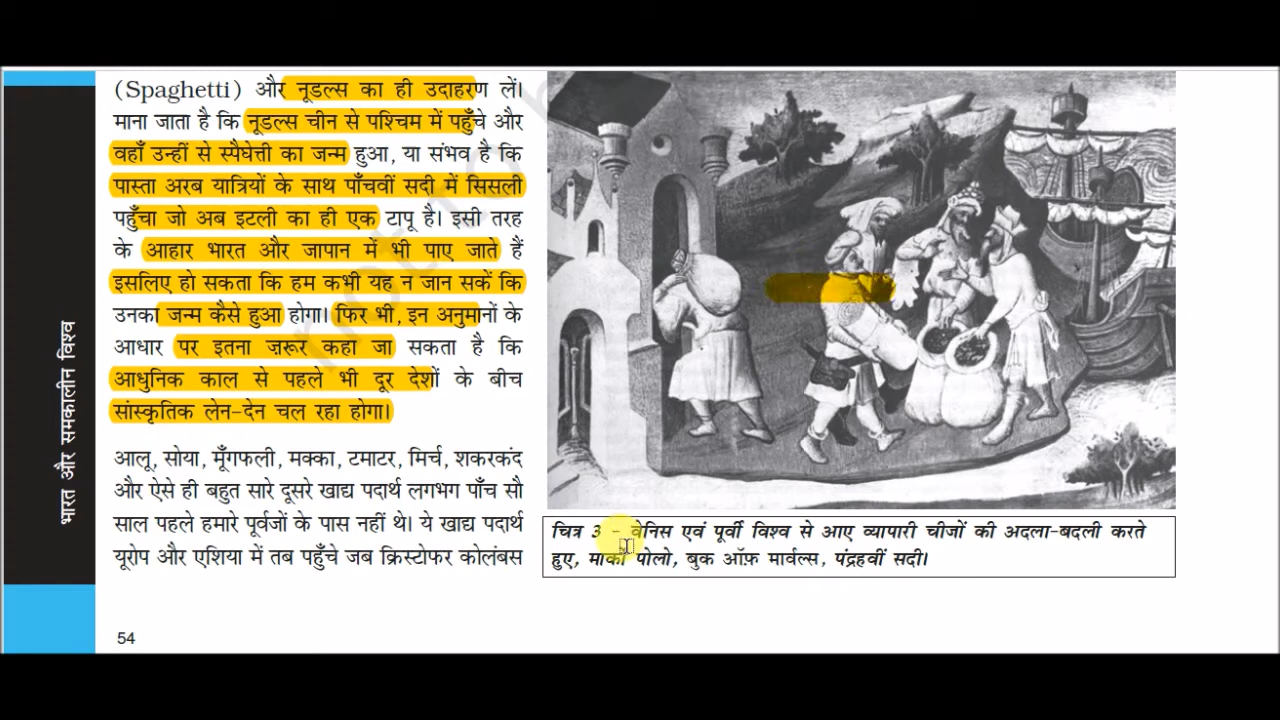 (Spaghetti) और नूडल्स का ही उदाहरण लें।
माना जाता है कि नूडल्स चीन से पश्चिम में पहुँचे और
वहाँ उन्हीं से स्पैघेत्ती का जन्म हुआ, या संभव है कि
पास्ता अरब यात्रियों के साथ पाँचवीं सदी में सिसली
पहुँचा जो अब इटली का ही एक टापू है। इसी तरह
के आहार भारत और जापान में भी पाए जाते हैं
इसलिए हो सकता कि हम कभी यह न जान सकें कि
उनका जन्म कैसे हुआ होगा। फिर भी, इन अनुमानों के
आधार पर इतना ज़रूर कहा जा सकता है कि
आधुनिक काल से पहले भी दूर देशों के बीच
सांस्कृतिक लेन-देन चल रहा होगा।
आलू, सोया, मूँगफली, मक्का, टमाटर, मिर्च, शकरकंद
और ऐसे ही बहुत सारे दूसरे खाद्य पदार्थ लगभग पाँच सौ
साल पहले हमारे पूर्वजों के पास नहीं थे। ये खाद्य पदार्थ
यूरोप और एशिया में तब पहुँचे जब क्रिस्टोफर कोलंबस
चित्र 3 - वेनिस एवं पूर्वी विश्व से आए व्यापारी चीजों की अदला-बदली करते
हुए, मार्को पोलो, बुक ऑफ़ मार्वल्स, पंद्रहवीं सदी।
भारत और समकालीन विश्व
54
not to b